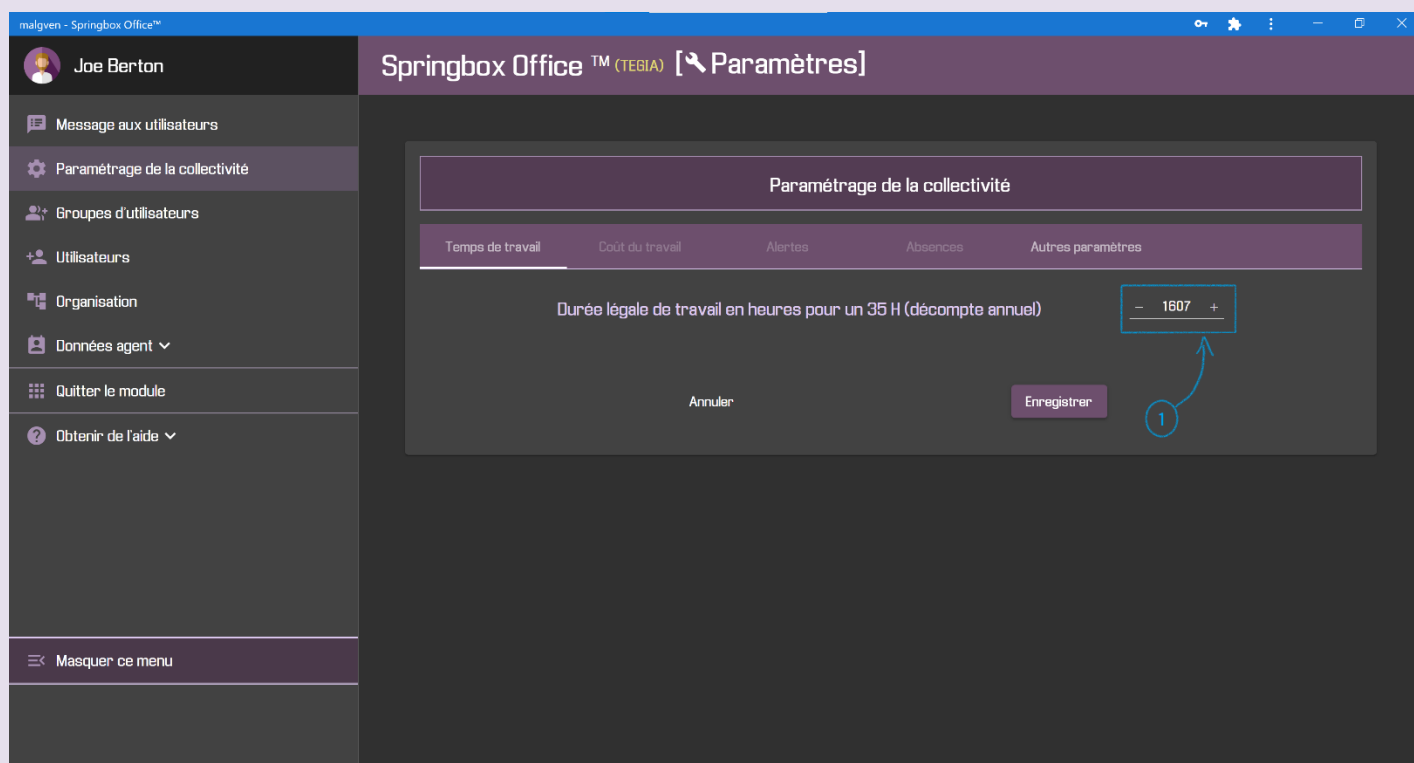 malgven - Springbox Office™
Joe Berton
Springbox Office ™ (TEGIA) [Paramètres]
Message aux utilisateurs
Paramétrage de la collectivité
Groupes d'utilisateurs
Utilisateurs
Organisation
Données agent
Quitter le module
Obtenir de l'aide
Masquer ce menu
Paramétrage de la collectivité
Temps de travail Coût du travail Alertes Absences Autres paramètres
Durée légale de travail en heures pour un 35 H (décompte annuel) - 1607 +
Annuler Enregistrer
1